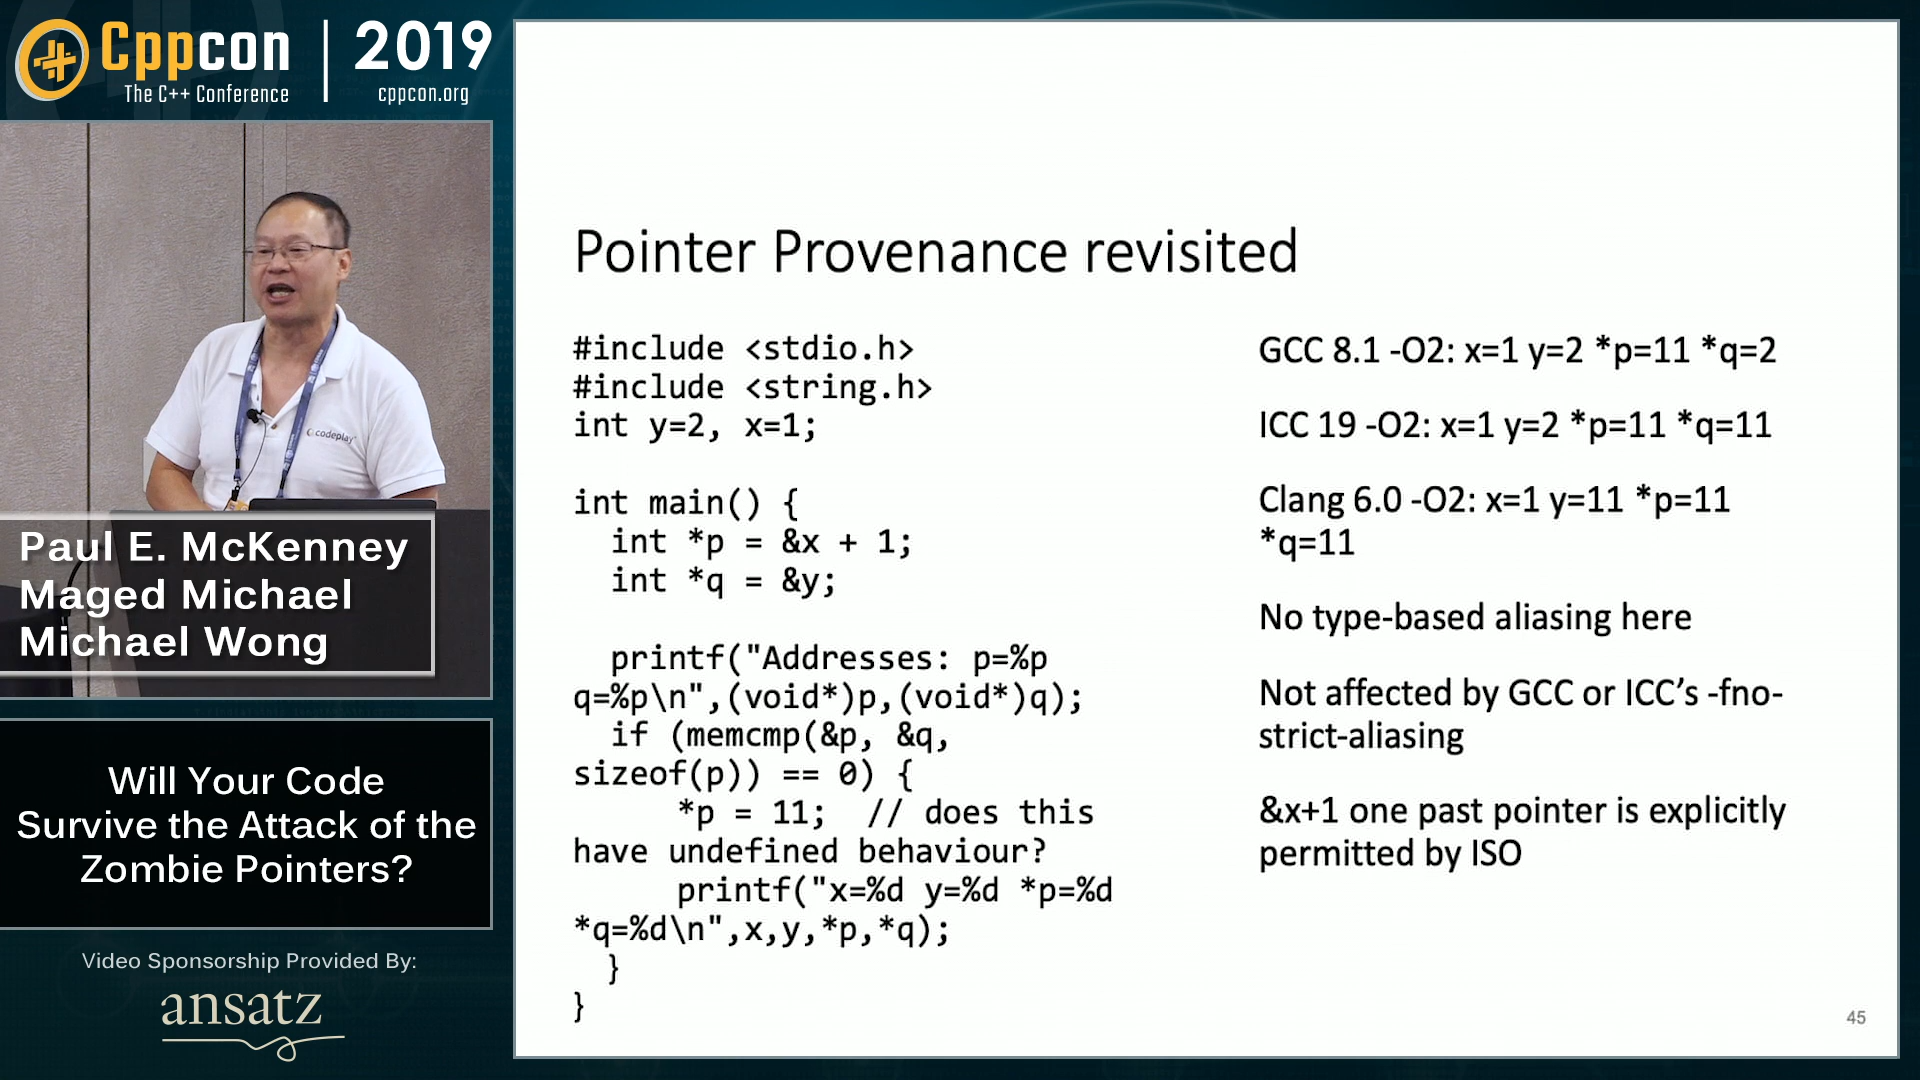 Cppcon
The C++ Conference
2019
cppcon.org
codeplay
Paul E. McKenney
Maged Michael
Michael Wong
Will Your Code
Survive the Attack of the
Zombie Pointers?
Video Sponsorship Provided By:
ansatz
Pointer Provenance revisited
#include <stdio.h>
#include <string.h>
int y=2, x=1;
int main() {
int *p = &x + 1;
int *q = &y;
printf("Addresses: p=%p
q=%p\n",(void*)p,(void*)q);
if (memcmp(&p, &q,
sizeof(p)) == 0) {
*p = 11;  // does this
have undefined behaviour?
printf("x=%d y=%d *p=%d
*q=%d\n",x,y,*p,*q);
}
}
GCC 8.1 -O2: x=1 y=2 *p=11 *q=2
ICC 19 -O2: x=1 y=2 *p=11 *q=11
Clang 6.0 -O2: x=1 y=11 *p=11
*q=11
No type-based aliasing here
Not affected by GCC or ICC’s -fno-
strict-aliasing
&x+1 one past pointer is explicitly
permitted by ISO
45